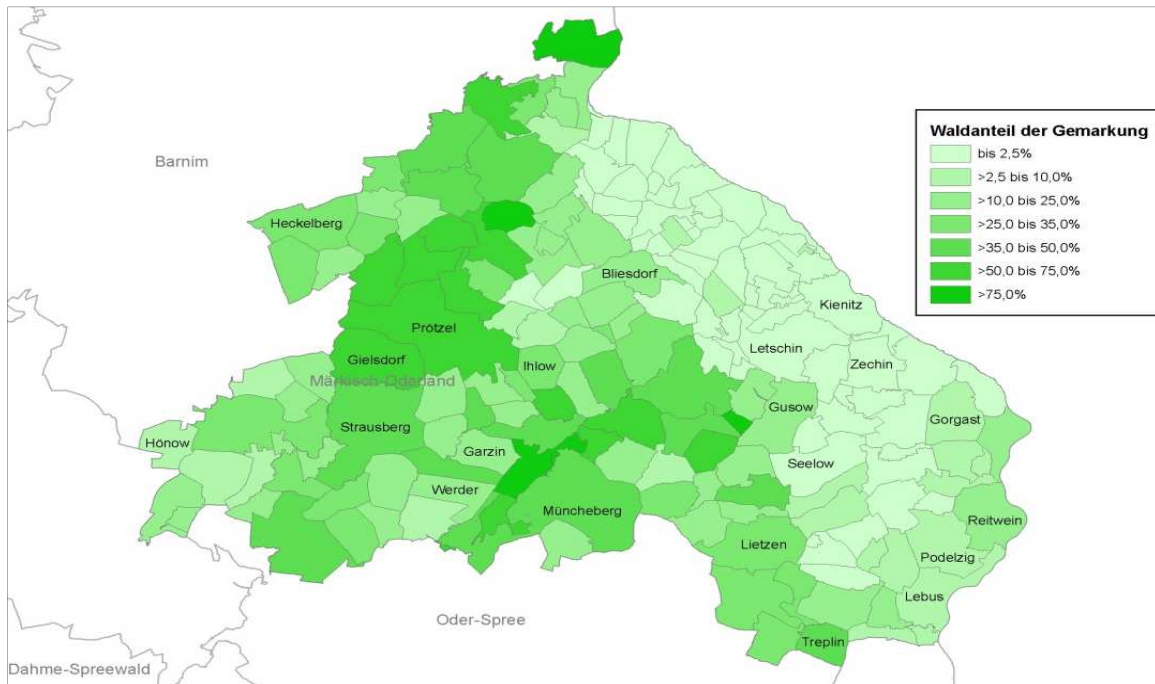 Waldanteil der Gemarkung
bis 2,5%
>2,5 bis 10,0%
>10,0 bis 25,0%
>25,0 bis 35,0%
>35,0 bis 50,0%
>50,0 bis 75,0%
>75,0%
Barnim
Heckelberg
Bliesdorf
Kienitz
Prötzel
Letschin
Gielsdorf
Ihlow
Zechin
Märkisch-Oderland
Gusow
Gorgast
Strausberg
Hönow
Garzin
Seelow
Werder
Müncheberg
Reitwein
Lietzen
Podelzig
Lebus
Oder-Spree
Treplin
Dahme-Spreewald